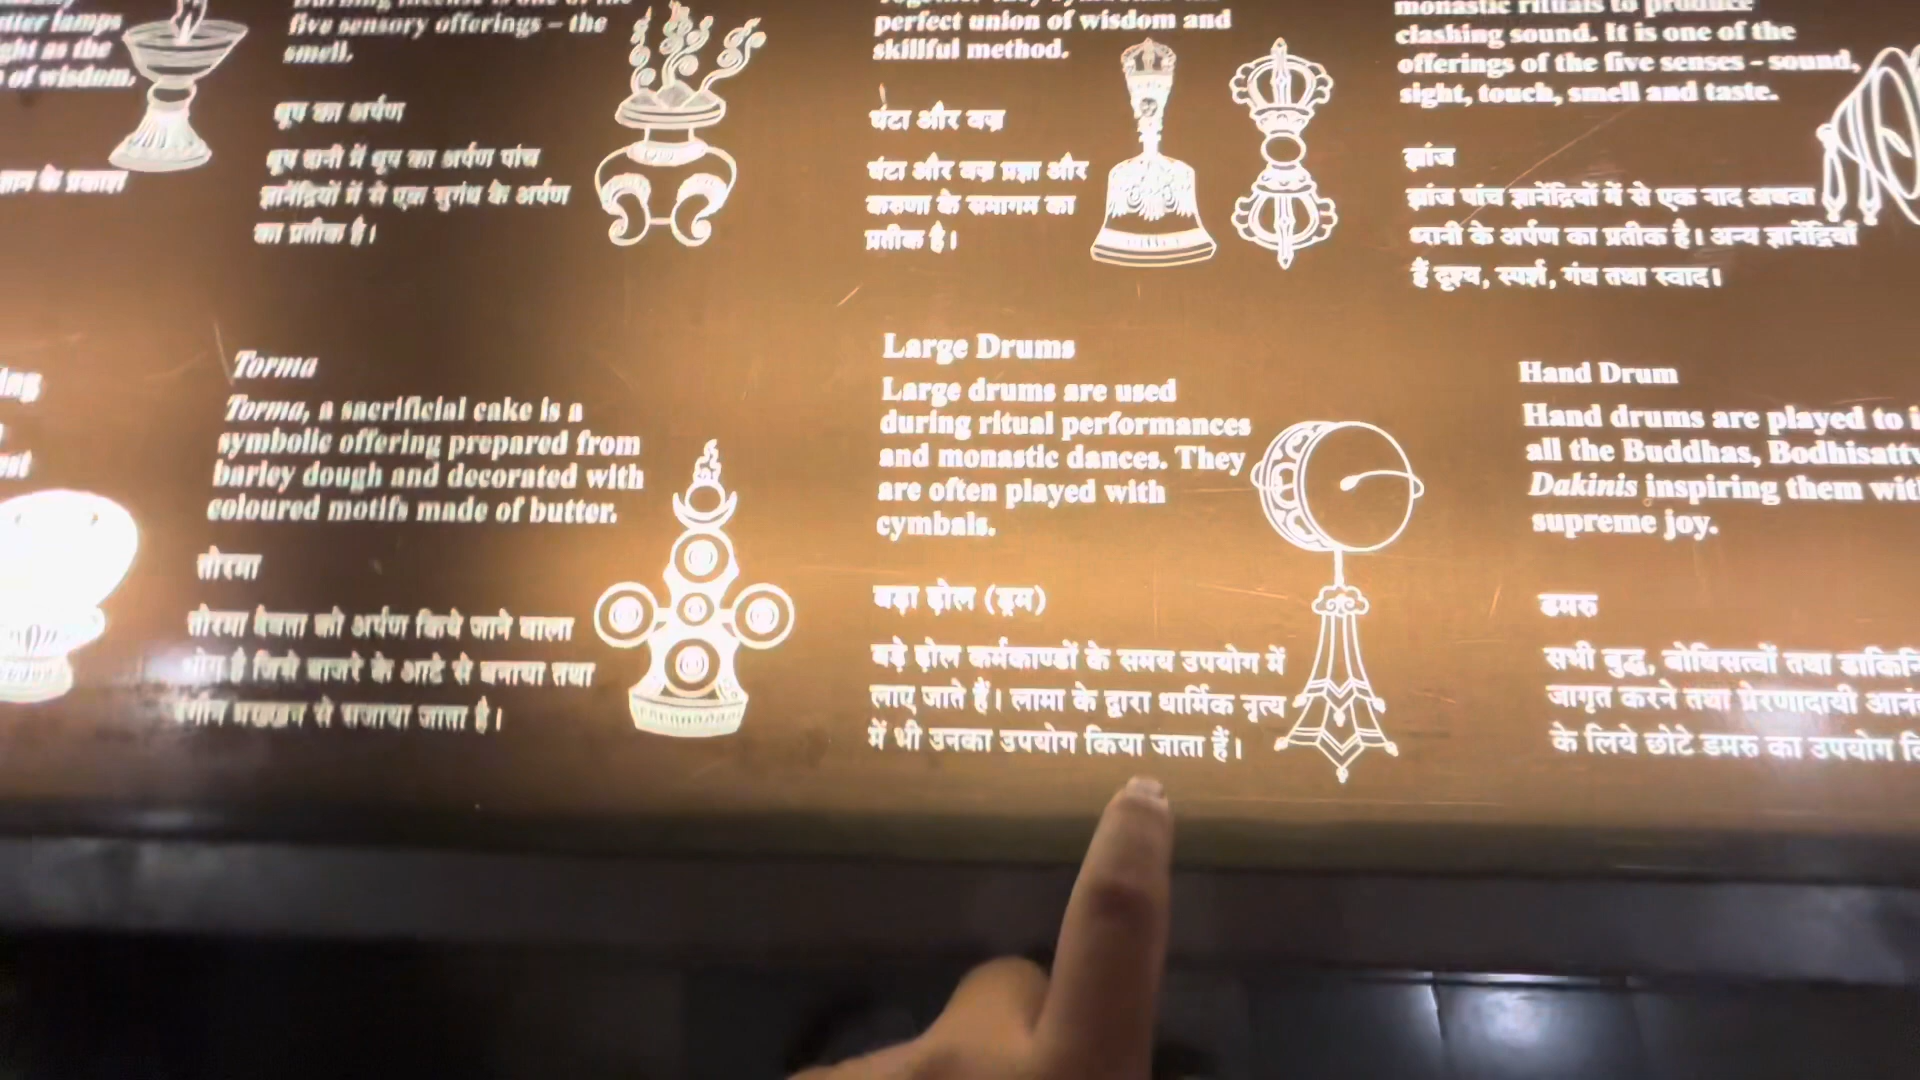 tter lamps
ght as the
of wisdom.
ज्ञान के प्रकाश
five sensory offerings – the
smell.
धूप का अर्पण
धूप दानी में धूप का अर्पण पांच
ज्ञानेंद्रियों में से एक सुगंध के अर्पण
का प्रतीक है।
perfect union of wisdom and
skillful method.
घंटा और वज्र
घंटा और वज्र प्रज्ञा और
करुणा के समागम का
प्रतीक है।
monastic rituals to produce
clashing sound. It is one of the
offerings of the five senses - sound,
sight, touch, smell and taste.
झांज
झांज पांच ज्ञानेंद्रियों में से एक नाद अथवा
ध्यानी के अर्पण का प्रतीक है। अन्य ज्ञानेंद्रियाँ
हैं दृश्य, स्पर्श, गंध तथा स्वाद।
Torma
Torma, a sacrificial cake is a
symbolic offering prepared from
barley dough and decorated with
coloured motifs made of butter.
तोरमा
तोरमा देवता को अर्पण किये जाने वाला
भोग है जिसे बाजरे के आटे से बनाया तथा
रंगीन मख्खन से सजाया जाता है।
Large Drums
Large drums are used
during ritual performances
and monastic dances. They
are often played with
cymbals.
बड़ा ढ़ोल (ड्रम)
बड़े ढ़ोल कर्मकाण्डों के समय उपयोग में
लाए जाते हैं। लामा के द्वारा धार्मिक नृत्य
में भी उनका उपयोग किया जाता हैं।
Hand Drum
Hand drums are played to
all the Buddhas, Bodhisattv
Dakinis inspiring them wit
supreme joy.
डमरु
सभी बुद्ध, बोधिसत्वों तथा डाकिनि
जागृत करने तथा प्रेरणादायी आनं
के लिये छोटे डमरु का उपयोग